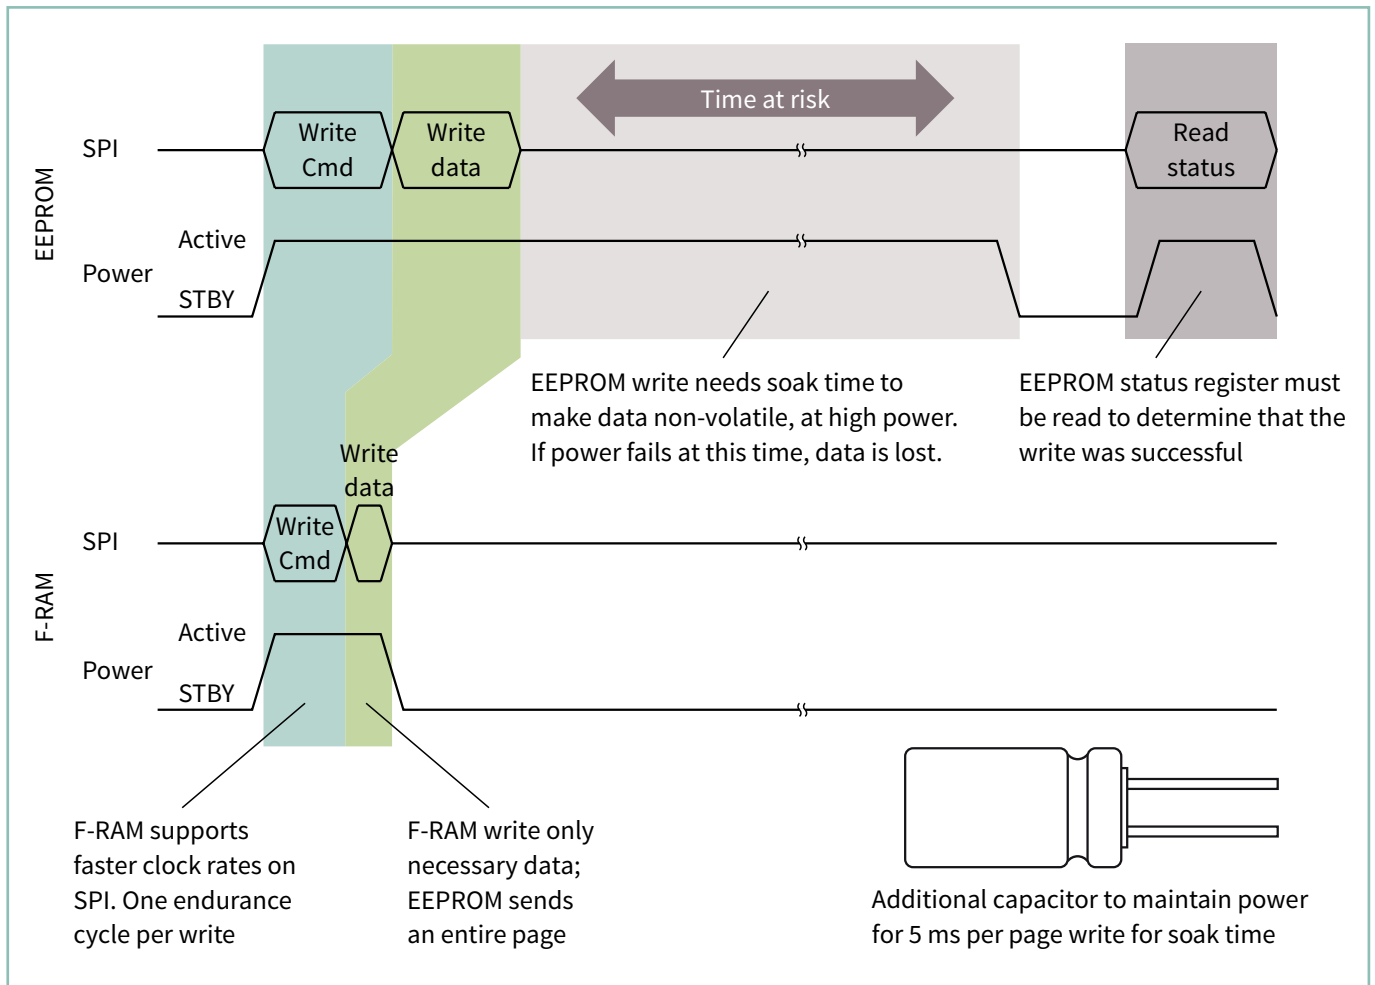 Time at risk
EEPROM
SPI
Write
Cmd
Write
data
Read
status
Power
Active
STBY
EEPROM write needs soak time to
make data non-volatile, at high power.
If power fails at this time, data is lost.
EEPROM status register must
be read to determine that the
write was successful
F-RAM
SPI
Write
Cmd
Write
data
Power
Active
STBY
F-RAM supports
faster clock rates on
SPI. One endurance
cycle per write
F-RAM write only
necessary data;
EEPROM sends
an entire page
Additional capacitor to maintain power
for 5 ms per page write for soak time